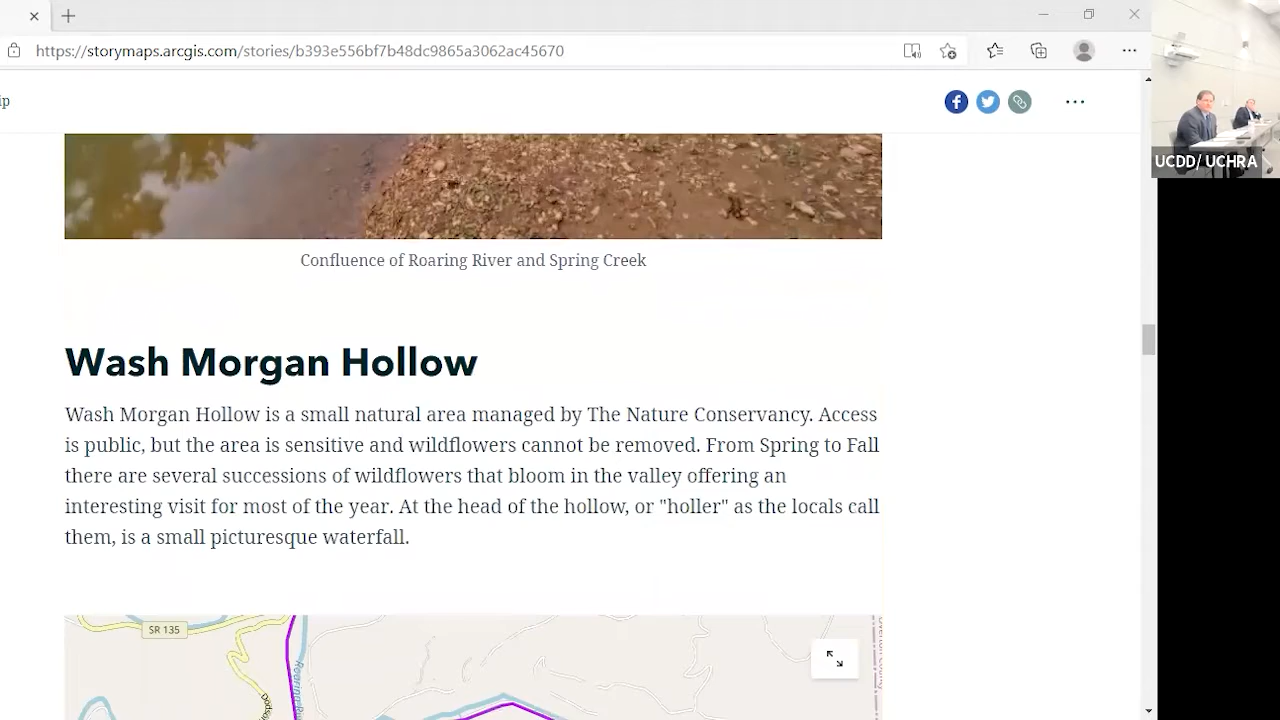 https://storymaps.arcgis.com/stories/b393e556bf7b48dc9865a3062ac45670
ip
UCDD/ UCHRA
Confluence of Roaring River and Spring Creek
Wash Morgan Hollow
Wash Morgan Hollow is a small natural area managed by The Nature Conservancy. Access
is public, but the area is sensitive and wildflowers cannot be removed. From Spring to Fall
there are several successions of wildflowers that bloom in the valley offering an
interesting visit for most of the year. At the head of the hollow, or "holler" as the locals call
them, is a small picturesque waterfall.
SR 135